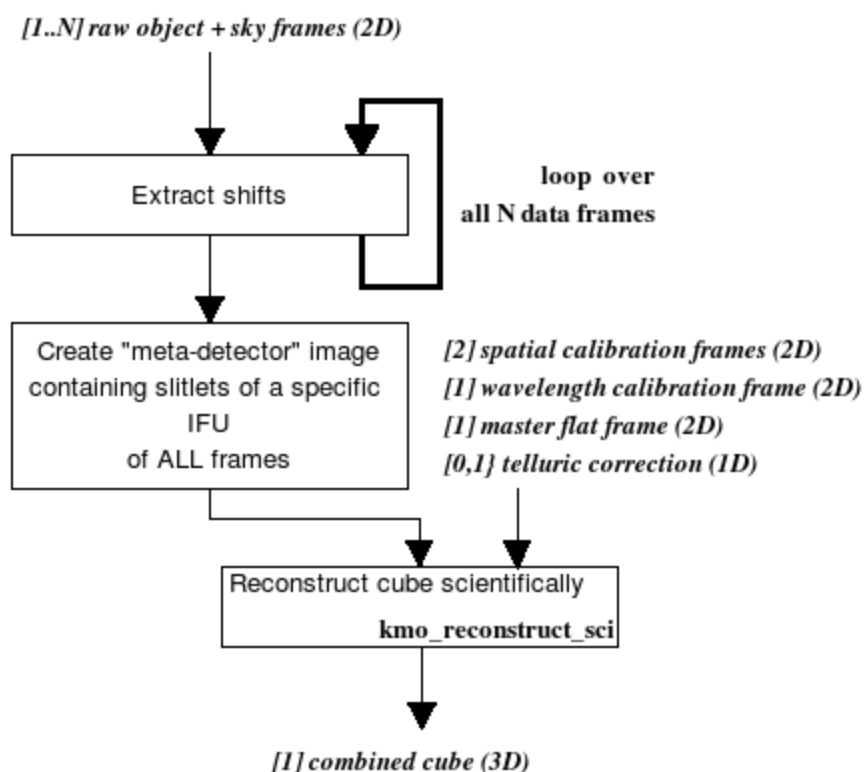 [1..N] raw object + sky frames (2D)
Extract shifts
loop over
all N data frames
Create "meta-detector" image
containing slitlets of a specific
IFU
of ALL frames
[2] spatial calibration frames (2D)
[1] wavelength calibration frame (2D)
[1] master flat frame (2D)
[0,1} telluric correction (1D)
Reconstruct cube scientifically
kmo_reconstruct_sci
[1] combined cube (3D)